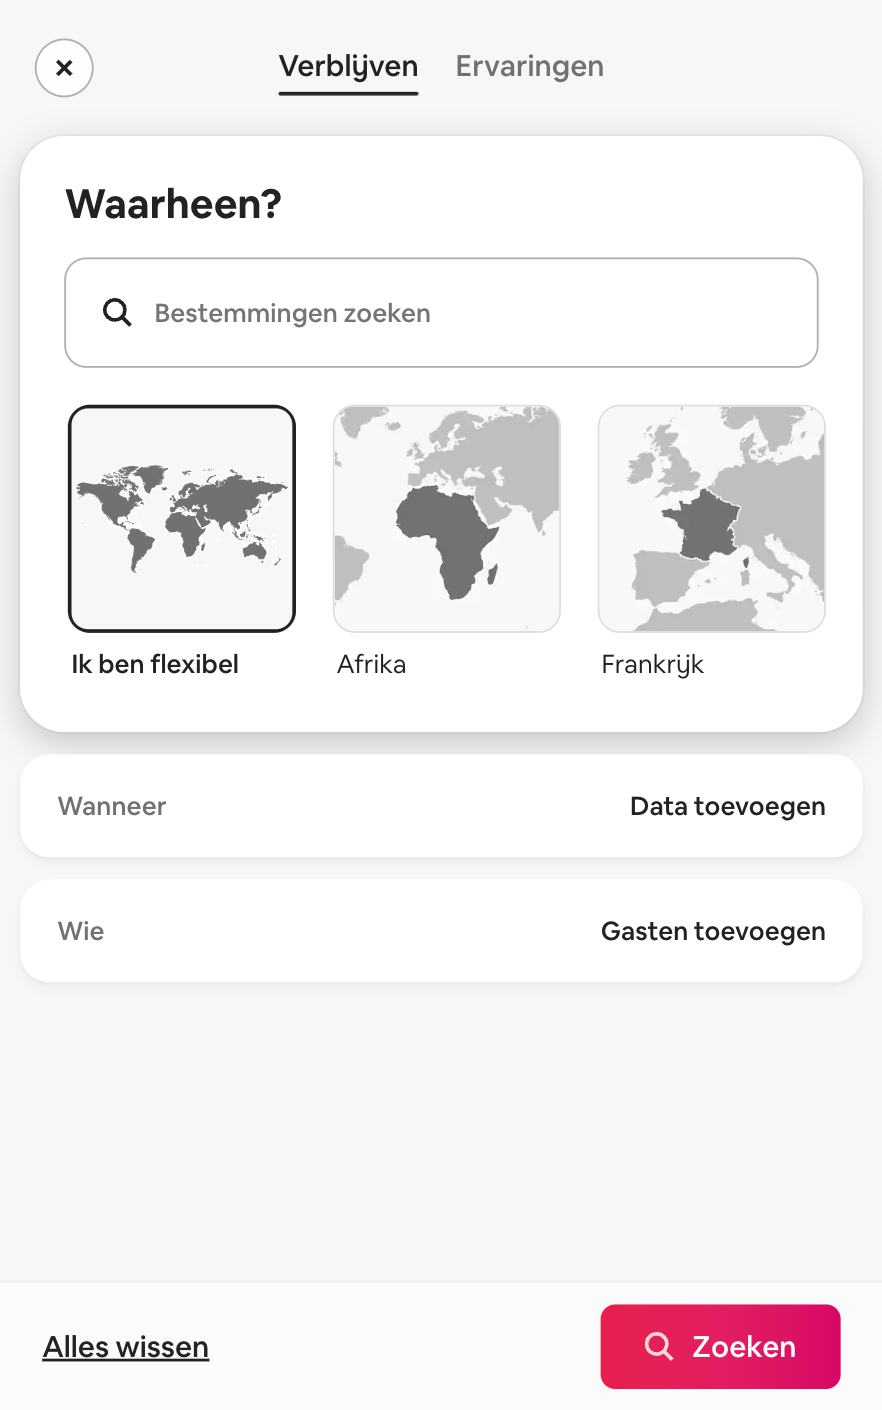 Verblijven Ervaringen
Waarheen?
Bestemmingen zoeken
Ik ben flexibel Afrika Frankrijk
Wanneer Data toevoegen
Wie Gasten toevoegen
Alles wissen Zoeken